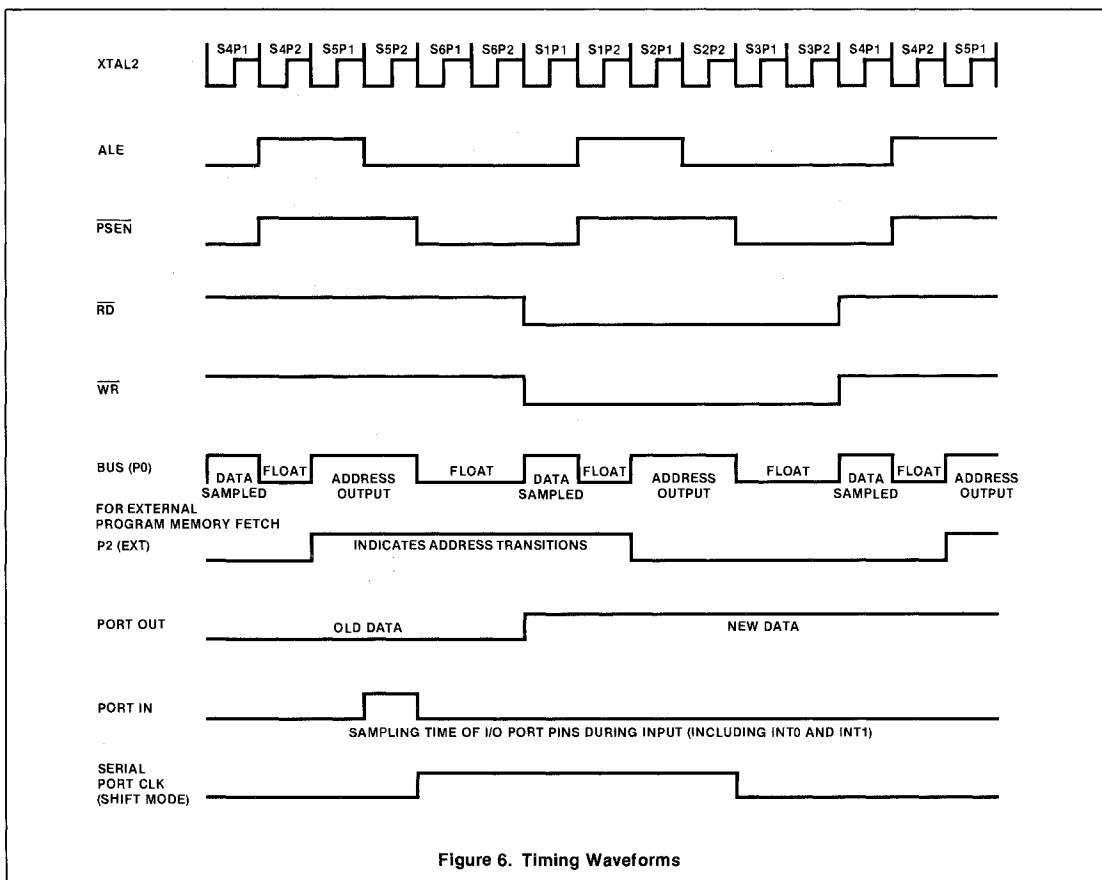 S4P1 S4P2 S5P1 S5P2 S6P1 S6P2 S1P1 S1P2 S2P1 S2P2 S3P1 S3P2 S4P1 S4P2 S5P1
XTAL2
ALE
PSEN
RD
WR
BUS (P0)
DATA SAMPLED
FLOAT
ADDRESS OUTPUT
FLOAT
DATA SAMPLED
FLOAT
ADDRESS OUTPUT
FLOAT
DATA SAMPLED
FLOAT
ADDRESS OUTPUT
FOR EXTERNAL
PROGRAM MEMORY FETCH
P2 (EXT)
INDICATES ADDRESS TRANSITIONS
PORT OUT
OLD DATA
NEW DATA
PORT IN
SAMPLING TIME OF I/O PORT PINS DURING INPUT (INCLUDING INT0 AND INT1)
SERIAL
PORT CLK
(SHIFT MODE)
Figure 6. Timing Waveforms